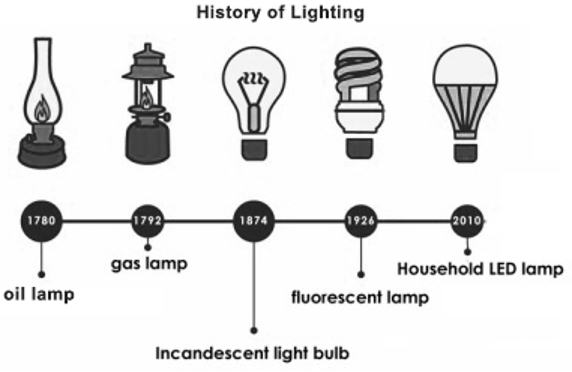 History of Lighting
1780
1792
1874
1926
2010
gas lamp
Household LED lamp
oil lamp
fluorescent lamp
Incandescent light bulb